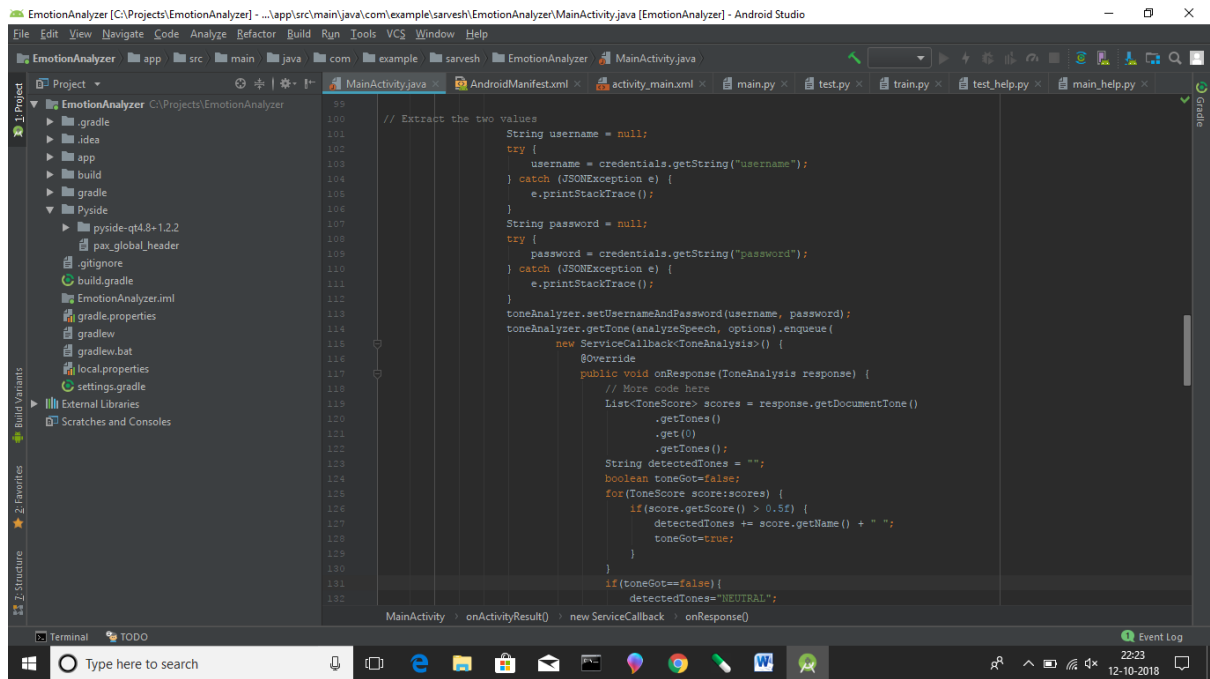 EmotionAnalyzer [C:\Projects\EmotionAnalyzer] - ...\app\src\main\java\com\example\sarvesh\EmotionAnalyzer\MainActivity.java [EmotionAnalyzer] - Android Studio
File Edit View Navigate Code Analyze Refactor Build Run Tools VCS Window Help
EmotionAnalyzer app src main java com example sarvesh EmotionAnalyzer MainActivity.java
Project MainActivity.java AndroidManifest.xml activity_main.xml main.py test.py train.py test_help.py main_help.py
1: Project
Build Variants
2: Favorites
7: Structure
EmotionAnalyzer C:\Projects\EmotionAnalyzer
.gradle
.idea
app
build
gradle
Pyside
pyside-qt4.8+1.2.2
pax_global_header
.gitignore
build.gradle
EmotionAnalyzer.iml
gradle.properties
gradlew
gradlew.bat
local.properties
settings.gradle
External Libraries
Scratches and Consoles
99
100 // Extract the two values
101 String username = null;
102 try {
103 username = credentials.getString("username");
104 } catch (JSONException e) {
105 e.printStackTrace();
106 }
107 String password = null;
108 try {
109 password = credentials.getString("password");
110 } catch (JSONException e) {
111 e.printStackTrace();
112 }
113 toneAnalyzer.setUsernameAndPassword(username, password);
114 toneAnalyzer.getTone(analyzeSpeech, options).enqueue(
115 new ServiceCallback<ToneAnalysis>() {
116 @Override
117 public void onResponse(ToneAnalysis response) {
118 // More code here
119 List<ToneScore> scores = response.getDocumentTone()
120 .getTones()
121 .get(0)
122 .getTones();
123 String detectedTones = "";
124 boolean toneGot=false;
125 for(ToneScore score:scores) {
126 if(score.getScore() > 0.5f) {
127 detectedTones += score.getName() + " ";
128 toneGot=true;
129 }
130 }
131 if(toneGot==false){
132 detectedTones="NEUTRAL";
Gradle
MainActivity onActivityResult() new ServiceCallback onResponse()
Terminal TODO
1 Event Log
Type here to search
22:23
12-10-2018